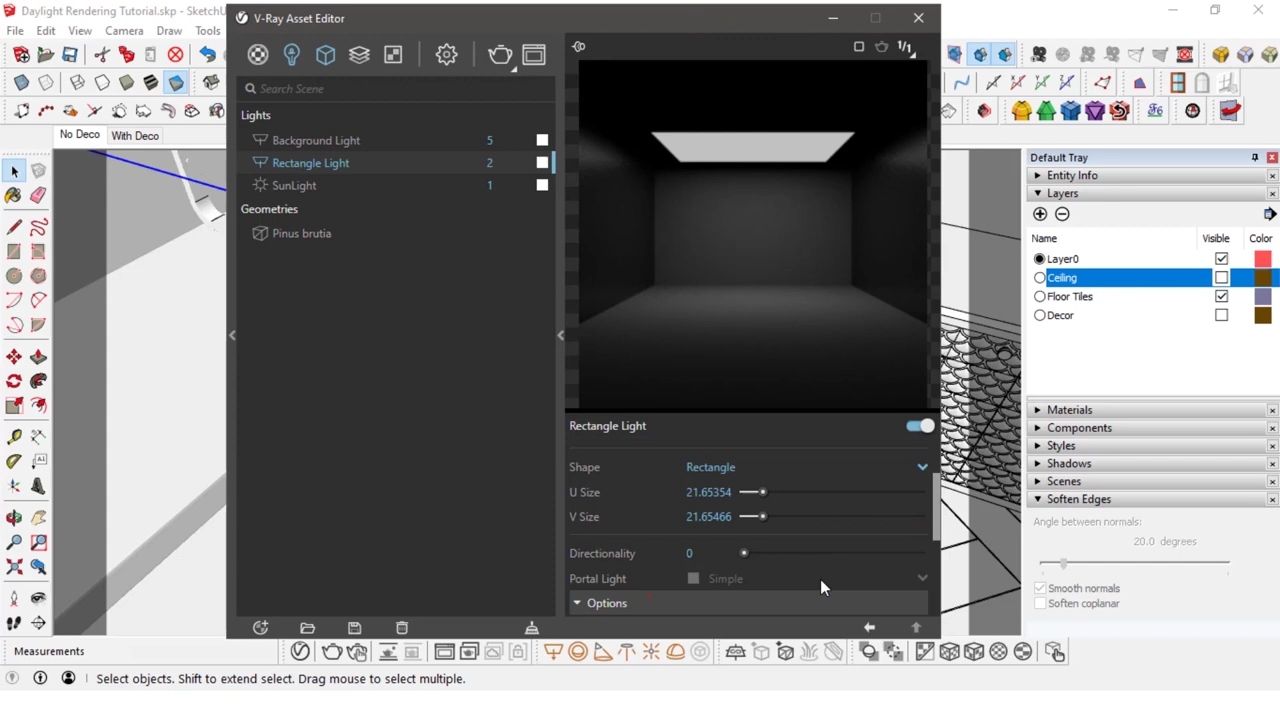 Daylight Rendering Tutorial.skp - SketchU
File Edit View Camera Draw Tools
No Deco With Deco
V-Ray Asset Editor
1/1
Search Scene
Lights
Background Light 5
Rectangle Light 2
SunLight 1
Geometries
Pinus brutia
Rectangle Light
Shape Rectangle
U Size 21.65354
V Size 21.65466
Directionality 0
Portal Light Simple
Options
Default Tray
Entity Info
Layers
Name Visible Color
Layer0
Ceiling
Floor Tiles
Decor
Materials
Components
Styles
Shadows
Scenes
Soften Edges
Angle between normals:
20.0 degrees
Smooth normals
Soften coplanar
Measurements
Select objects. Shift to extend select. Drag mouse to select multiple.